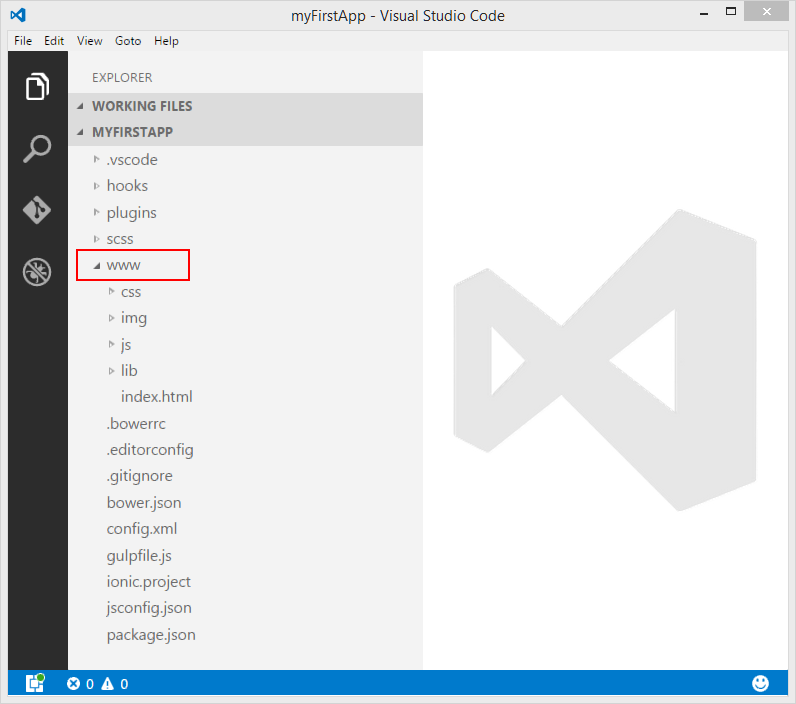 myFirstApp - Visual Studio Code
File Edit View Goto Help
EXPLORER
WORKING FILES
MYFIRSTAPP
.vscode
hooks
plugins
scss
www
css
img
js
lib
index.html
.bowerrc
.editorconfig
.gitignore
bower.json
config.xml
gulpfile.js
ionic.project
jsconfig.json
package.json
0 0